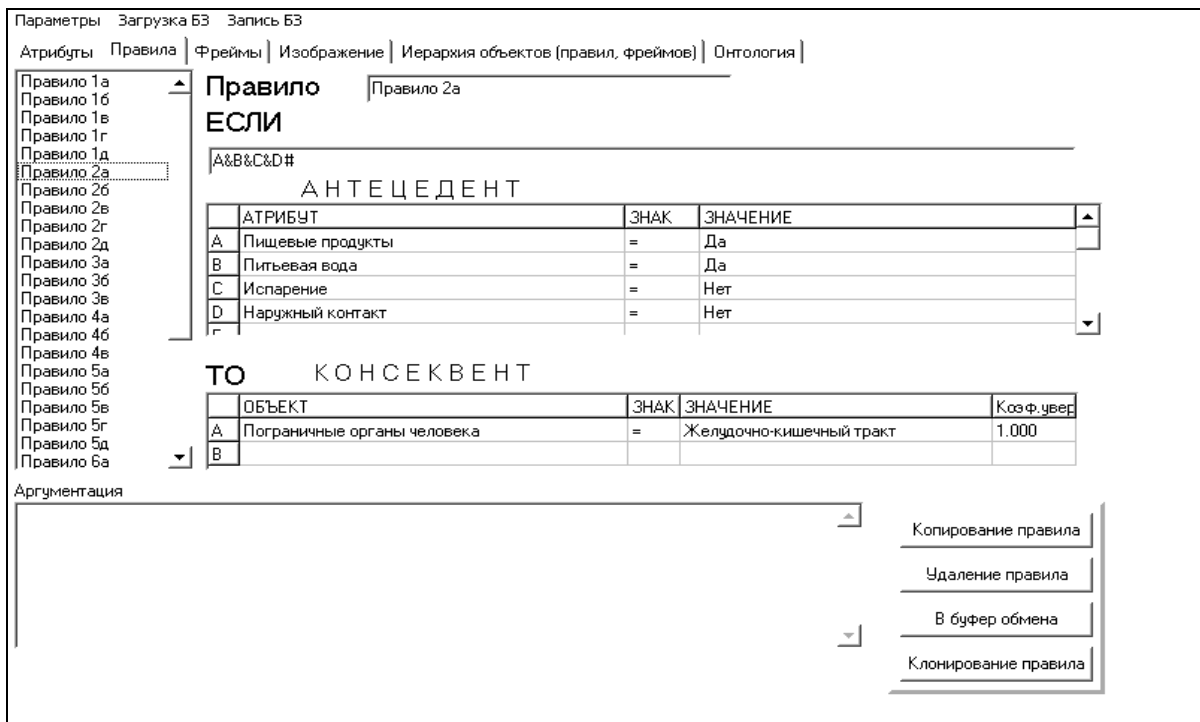 Параметры Загрузка БЗ Запись БЗ
Атрибуты Правила Фреймы Изображение Иерархия объектов (правил, фреймов) Онтология
Правило 1а
Правило 1б
Правило 1в
Правило 1г
Правило 1д
Правило 2а
Правило 2б
Правило 2в
Правило 2г
Правило 2д
Правило 3а
Правило 3б
Правило 3в
Правило 4а
Правило 4б
Правило 4в
Правило 5а
Правило 5б
Правило 5в
Правило 5г
Правило 5д
Правило 6а
Правило Правило 2а
ЕСЛИ
A&B&C&D#
АНТЕЦЕДЕНТ
АТРИБУТ ЗНАК ЗНАЧЕНИЕ
A Пищевые продукты = Да
B Питьевая вода = Да
C Испарение = Нет
D Наружный контакт = Нет
ТО КОНСЕКВЕНТ
ОБЪЕКТ ЗНАК ЗНАЧЕНИЕ Коэф.увер
A Пограничные органы человека = Желудочно-кишечный тракт 1.000
B
Аргументация
Копирование правила
Удаление правила
В буфер обмена
Клонирование правила